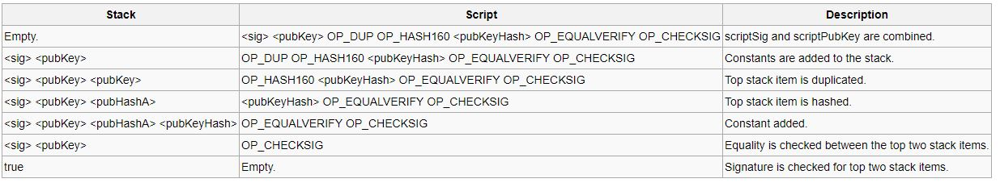 Stack Script Description
Empty. <sig> <pubKey> OP_DUP OP_HASH160 <pubKeyHash> OP_EQUALVERIFY OP_CHECKSIG scriptSig and scriptPubKey are combined.
<sig> <pubKey> OP_DUP OP_HASH160 <pubKeyHash> OP_EQUALVERIFY OP_CHECKSIG Constants are added to the stack.
<sig> <pubKey> <pubKey> OP_HASH160 <pubKeyHash> OP_EQUALVERIFY OP_CHECKSIG Top stack item is duplicated.
<sig> <pubKey> <pubHashA> <pubKeyHash> OP_EQUALVERIFY OP_CHECKSIG Top stack item is hashed.
<sig> <pubKey> <pubHashA> <pubKeyHash> OP_EQUALVERIFY OP_CHECKSIG Constant added.
<sig> <pubKey> OP_CHECKSIG Equality is checked between the top two stack items.
true Empty. Signature is checked for top two stack items.